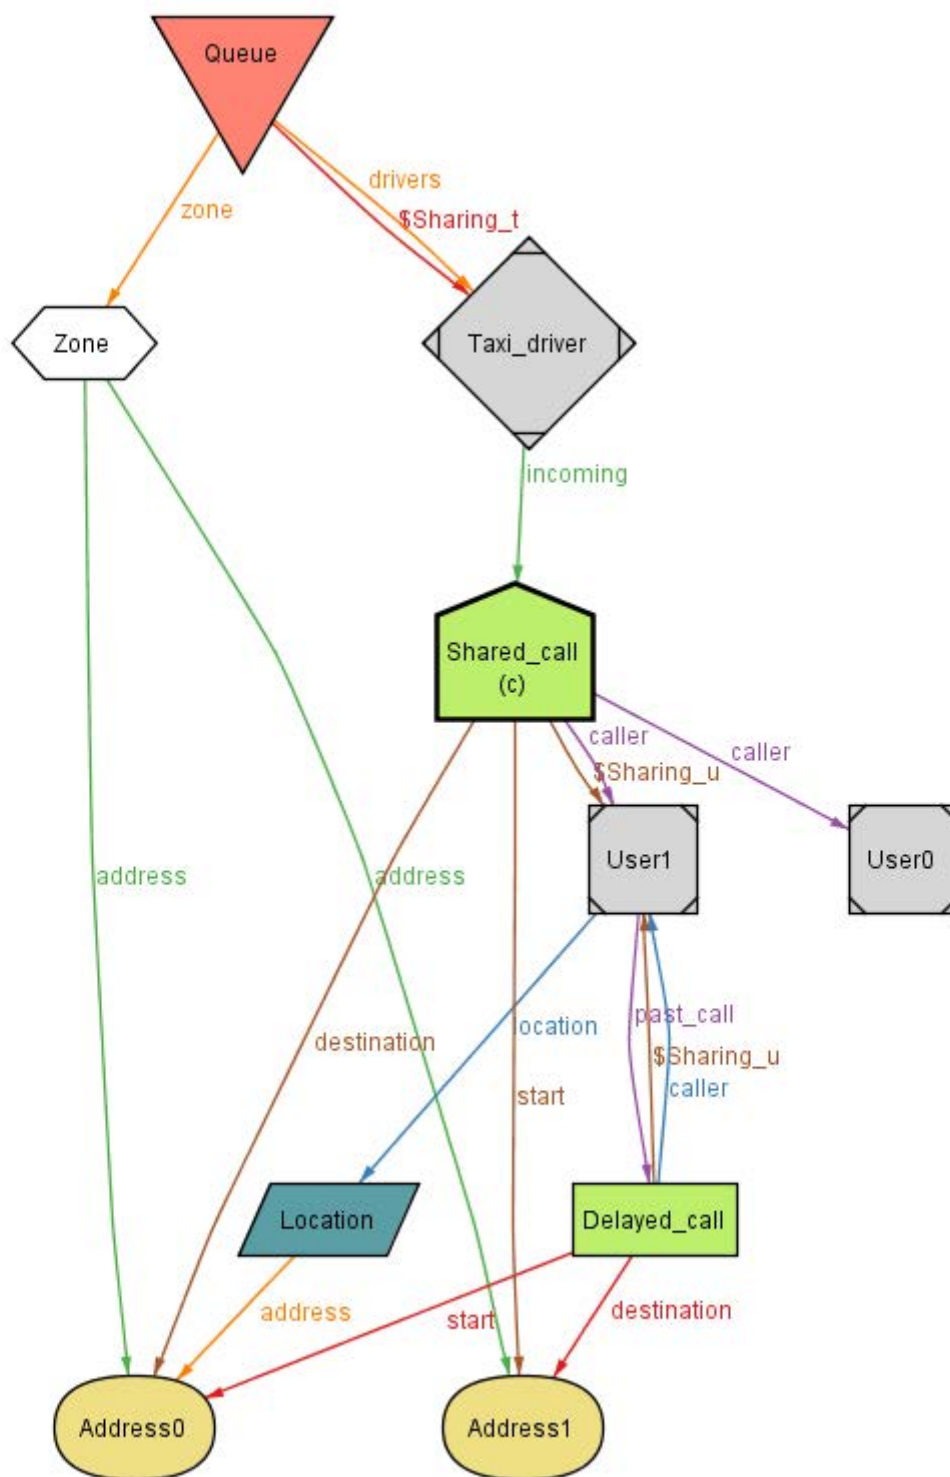 Queue
drivers
zone
$Sharing_t
Zone
Taxi_driver
incoming
Shared_call
(c)
caller
caller
$Sharing_u
User1
User0
address
address
past_call
location
destination
$Sharing_u
caller
start
Location
Delayed_call
address
start
destination
Address0
Address1